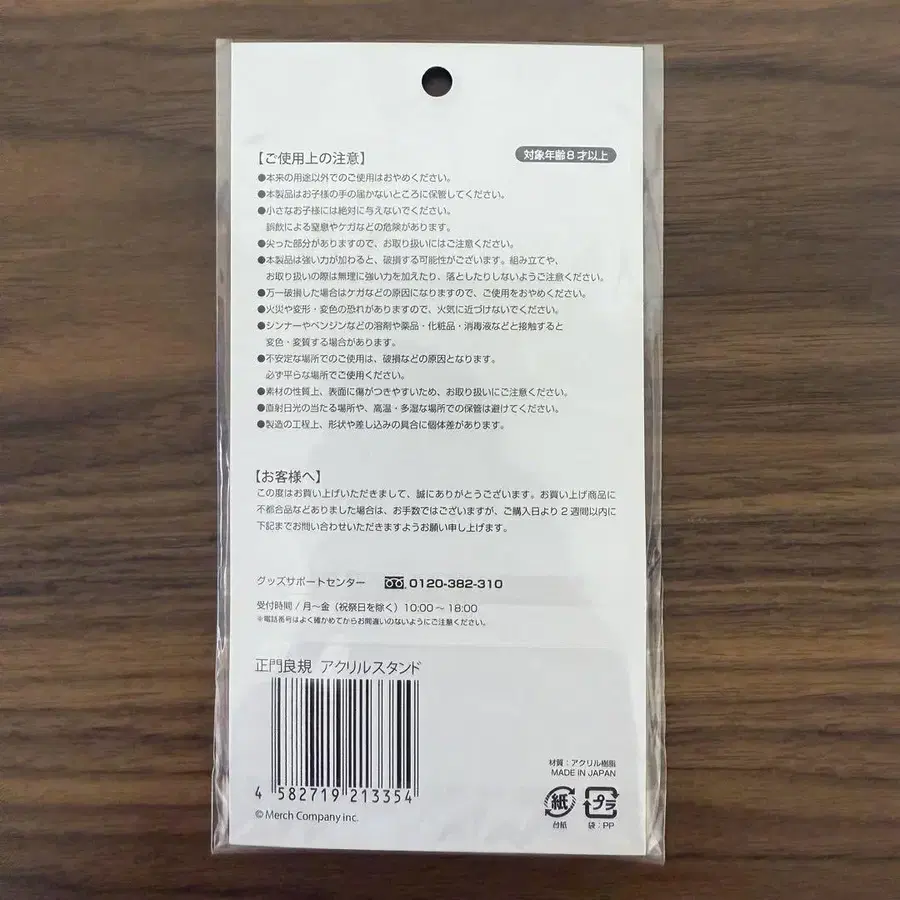 【ご使用上の注意】
対象年齢8才以上
●本来の用途以外でのご使用はおやめください。
●本製品はお子様の手の届かないところに保管してください。
●小さなお子様には絶対に与えないでください。
誤飲による窒息やケガなどの危険があります。
●尖った部分がありますので、お取り扱いにはご注意ください。
●本製品は強い力が加わると、破損する可能性がございます。組み立てや、
お取り扱いの際は無理に強い力を加えたり、落としたりしないようご注意ください。
●万一破損した場合はケガなどの原因になりますので、ご使用をおやめください。
●火災や変形・変色の恐れがありますので、火気に近づけないでください。
●シンナーやベンジンなどの溶剤や薬品・化粧品・消毒液などと接触すると
変色・変質する場合があります。
●不安定な場所でのご使用は、破損などの原因となります。
必ず平らな場所でご使用ください。
●素材の性質上、表面に傷がつきやすいため、お取り扱いにご注意ください。
●直射日光の当たる場所や、高温・多湿な場所での保管は避けてください。
●製造の工程上、形状や差し込みの具合に個体差があります。
【お客様へ】
この度はお買い上げいただきまして、誠にありがとうございます。お買い上げ商品に
不都合品などありました場合は、お手数ではございますが、ご購入日より2週間以内に
下記までお問い合わせいただきますようお願い申し上げます。
グッズサポートセンター 0120-382-310
受付時間/月～金(祝祭日を除く)10:00～18:00
※電話番号はよく確かめてからお間違いのないようにご注意ください。
正門良規 アクリルスタンド
4 582719 213354
© Merch Company inc.
材質:アクリル樹脂
MADE IN JAPAN
紙 プラ
台紙 袋:PP